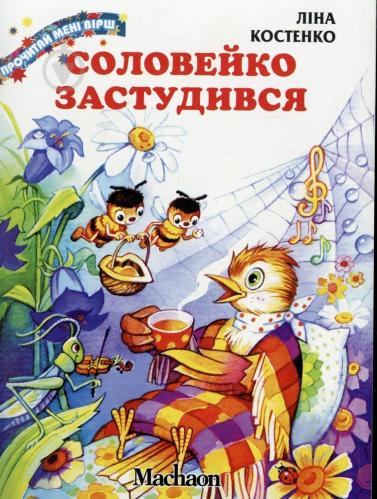 ПРОЧИТАЙ МЕНІ ВІРШ
ЛІНА
КОСТЕНКО
СОЛОВЕЙКО
ЗАСТУДИВСЯ
Machaon